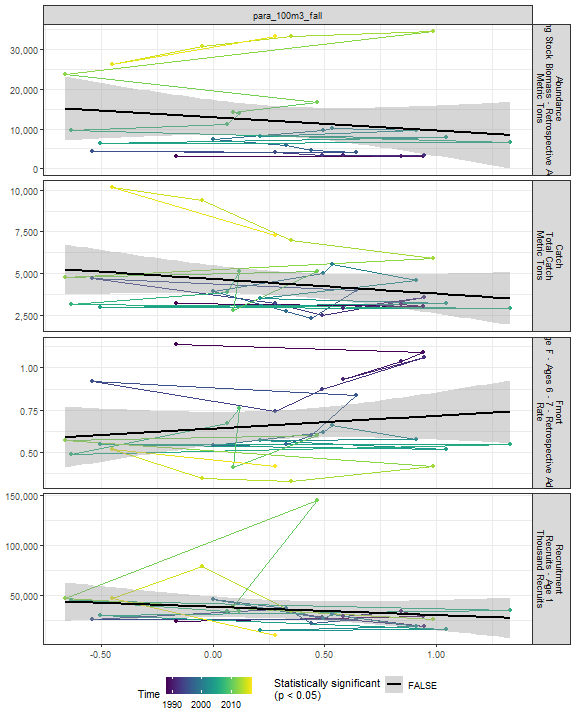 para_100m3_fall
30,000
20,000
10,000
0
Abundance
Stock Biomass - Retrospective
Metric Tons
10,000
7,500
5,000
2,500
Catch
Total Catch
Metric Tons
1.00
0.75
0.50
Fmort
F - Ages 6 - 7 - Retrospective
Rate
150,000
100,000
50,000
Recruitment
Recruits - Age 1
Thousand Recruits
-0.50
0.00
0.50
1.00
Time
1990 2000 2010
Statistically significant
(p < 0.05)
FALSE